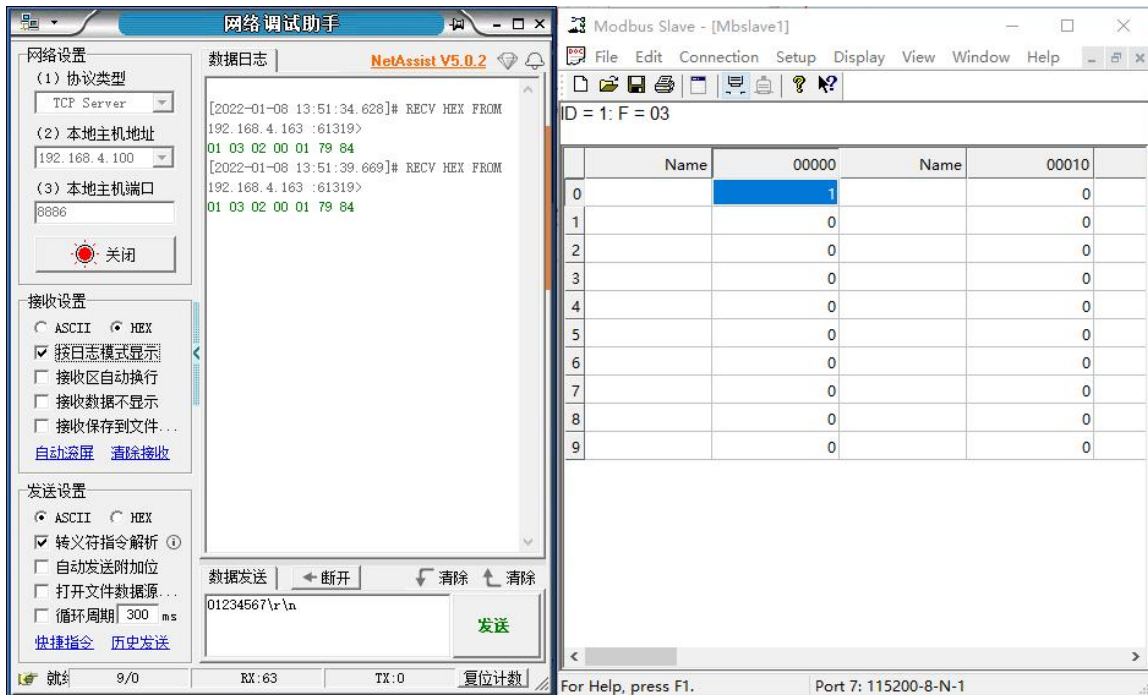 网络调试助手
网络设置
(1) 协议类型
TCP Server
(2) 本地主机地址
192.168.4.100
(3) 本地主机端口
8886
关闭
接收设置
ASCII HEX
按日志模式显示
接收区自动换行
接收数据不显示
接收保存到文件...
自动滚屏 清除接收
发送设置
ASCII HEX
转义符指令解析
自动发送附加位
打开文件数据源...
循环周期 300 ms
快捷指令 历史发送
数据日志 NetAssist V5.0.2
[2022-01-08 13:51:34.628]# RECV HEX FROM
192.168.4.163 :61319>
01 03 02 00 01 79 84
[2022-01-08 13:51:39.669]# RECV HEX FROM
192.168.4.163 :61319>
01 03 02 00 01 79 84
数据发送 断开 清除 清除
01234567\r\n
发送
9/0 RX:63 TX:0 复位计数
Modbus Slave - [Mbslave1]
File Edit Connection Setup Display View Window Help
ID = 1: F = 03
Name 00000 Name 00010
0 1 0
1 0 0
2 0 0
3 0 0
4 0 0
5 0 0
6 0 0
7 0 0
8 0 0
9 0 0
For Help, press F1. Port 7: 115200-8-N-1